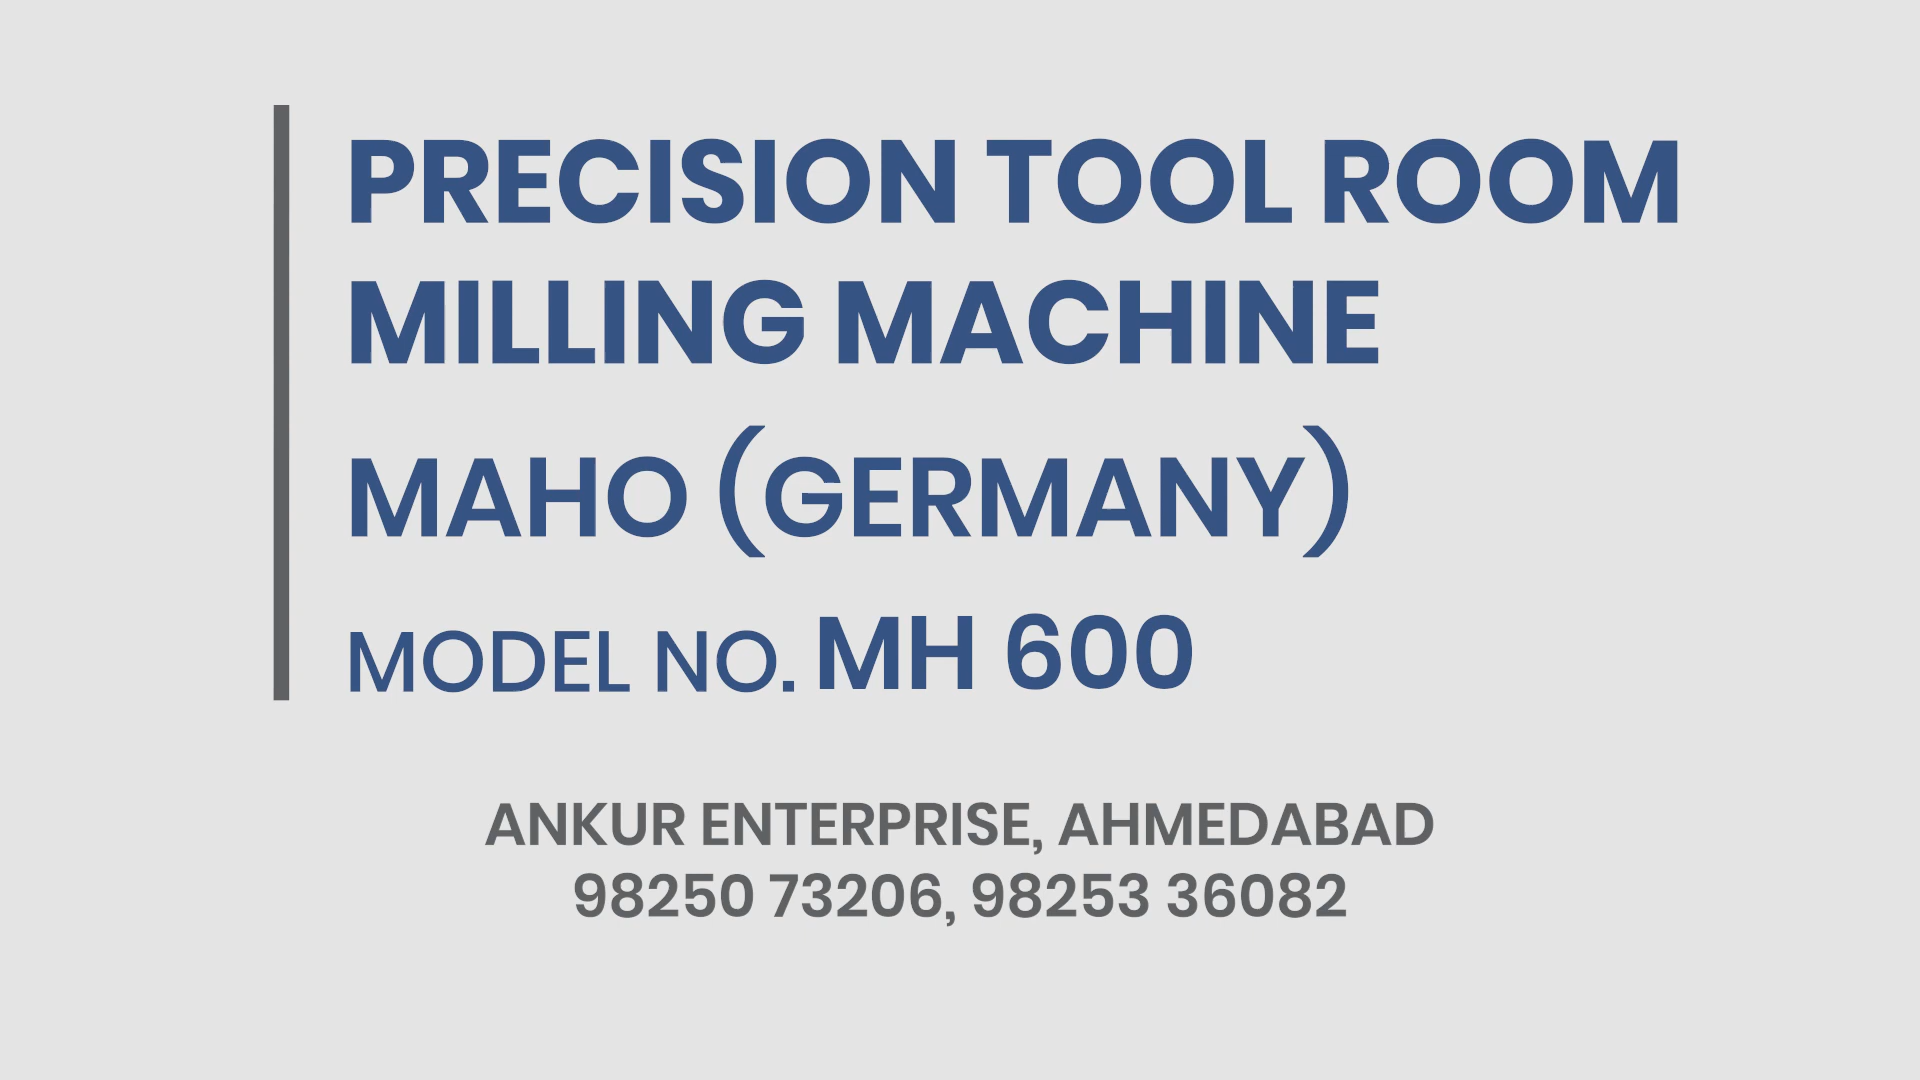 PRECISION TOOL ROOM
MILLING MACHINE
MAHO (GERMANY)
MODEL NO. MH 600
ANKUR ENTERPRISE, AHMEDABAD
98250 73206, 98253 36082